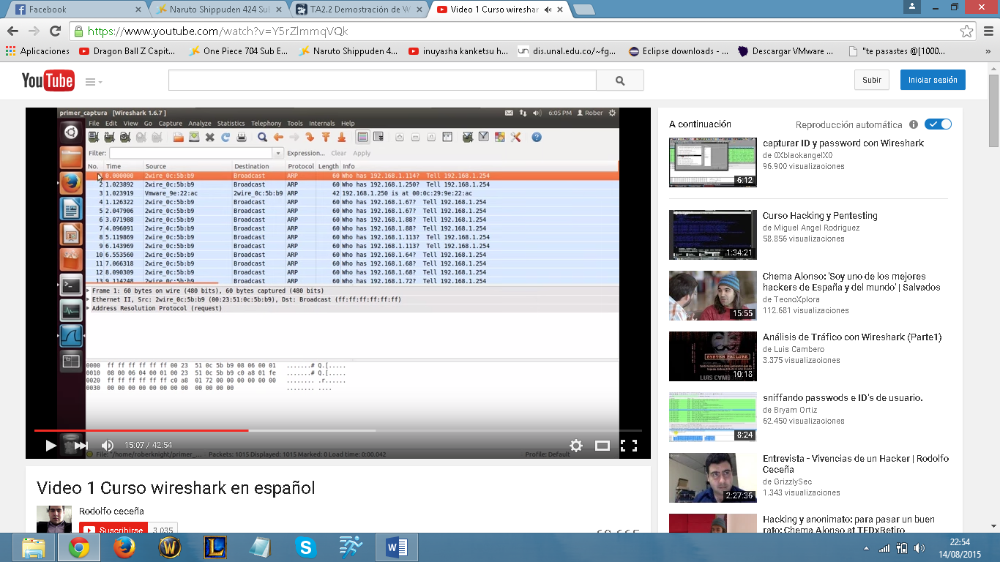 Facebook
Naruto Shippuden 424 Sub
TA2.2 Demostración de W
Video 1 Curso wireshar
https://www.youtube.com/watch?v=Y5rZlmmqVQk
Aplicaciones
Dragon Ball Z Capit...
One Piece 704 Sub E...
Naruto Shippuden 4...
inuyasha kanketsu h...
dis.unal.edu.co/~fg...
Eclipse downloads - ...
Descargar VMware ...
"te pasastes @[1000...
»
YouTube
Subir
Iniciar sesión
primer_captura [Wireshark 1.6.7 ]
6:05 PM Rober
File Edit View Go Capture Analyze Statistics Telephony Tools Internals Help
Filter: Expression... Clear Apply
No. Time Source Destination Protocol Length Info
0.000000 2wire_0c:5b:b9 Broadcast ARP 60 Who has 192.168.1.114? Tell 192.168.1.254
2 1.023892 2wire_0c:5b:b9 Broadcast ARP 60 Who has 192.168.1.250? Tell 192.168.1.254
3 1.023919 Vmware_9e:22:ac 2wire_0c:5b:b9 ARP 42 192.168.1.250 is at 00:0c:29:9e:22:ac
4 1.126322 2wire_0c:5b:b9 Broadcast ARP 60 Who has 192.168.1.67? Tell 192.168.1.254
5 2.047906 2wire_0c:5b:b9 Broadcast ARP 60 Who has 192.168.1.67? Tell 192.168.1.254
6 3.071988 2wire_0c:5b:b9 Broadcast ARP 60 Who has 192.168.1.88? Tell 192.168.1.254
7 4.096091 2wire_0c:5b:b9 Broadcast ARP 60 Who has 192.168.1.88? Tell 192.168.1.254
8 5.119869 2wire_0c:5b:b9 Broadcast ARP 60 Who has 192.168.1.113? Tell 192.168.1.254
9 6.143969 2wire_0c:5b:b9 Broadcast ARP 60 Who has 192.168.1.113? Tell 192.168.1.254
10 6.553560 2wire_0c:5b:b9 Broadcast ARP 60 Who has 192.168.1.64? Tell 192.168.1.254
11 7.066318 2wire_0c:5b:b9 Broadcast ARP 60 Who has 192.168.1.68? Tell 192.168.1.254
12 8.090309 2wire_0c:5b:b9 Broadcast ARP 60 Who has 192.168.1.68? Tell 192.168.1.254
13 9.114248 2wire_0c:5b:b9 Broadcast ARP 60 Who has 192.168.1.72? Tell 192.168.1.254
Frame 1: 60 bytes on wire (480 bits), 60 bytes captured (480 bits)
Ethernet II, Src: 2wire_0c:5b:b9 (00:23:51:0c:5b:b9), Dst: Broadcast (ff:ff:ff:ff:ff:ff)
Address Resolution Protocol (request)
0000 ff ff ff ff ff ff 00 23 51 0c 5b b9 08 06 00 01 .......# Q.[.....
0010 08 00 06 04 00 01 00 23 51 0c 5b b9 c0 a8 01 fe .......# Q.[.....
0020 ff ff ff ff ff ff c0 a8 01 72 00 00 00 00 00 00 ........ .r......
0030 00 00 00 00 00 00 00 00 00 00 00 00 ........ ....
15:07 / 42:54
File: "/home/roberknight/primer_... Packets: 1015 Displayed: 1015 Marked: 0 Load time: 0:00.042 Profile: Default
Video 1 Curso wireshark en español
Rodolfo ceceña
Suscribirse 3.035
A continuación
Reproducción automática
capturar ID y password con Wireshark
de 0XblackangelX0
96.900 visualizaciones
6:12
Curso Hacking y Pentesting
de Miguel Angel Rodriguez
58.856 visualizaciones
1:34:21
Chema Alonso: 'Soy uno de los mejores
hackers de España y del mundo' | Salvados
de TecnoXplora
112.681 visualizaciones
15:55
Análisis de Tráfico con Wireshark (Parte1)
de Luis Cambero
3.375 visualizaciones
SYSTEM FAILURE
LUIS CAMB
10:18
sniffando passwods e ID's de usuario.
de Bryam Ortiz
62.450 visualizaciones
8:24
Entrevista - Vivencias de un Hacker | Rodolfo
Ceceña
de GrizzlySec
1.343 visualizaciones
2:27:36
Hacking y anonimato: para pasar un buen
rato: Chema Alonso at TEDxRetiro
22:54
14/08/2015